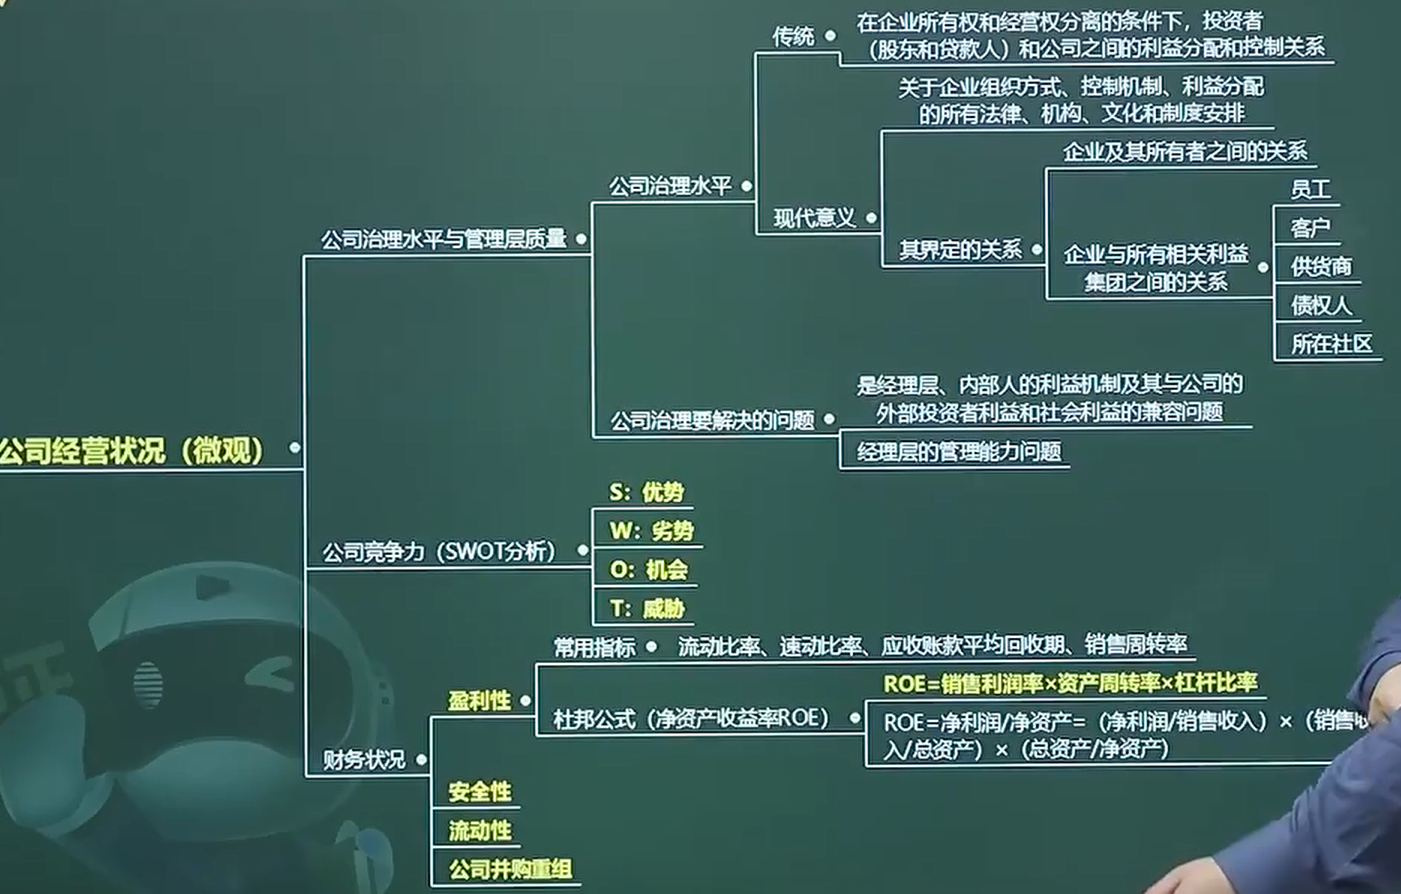 传统
在企业所有权和经营权分离的条件下，投资者
（股东和贷款人）和公司之间的利益分配和控制关系
关于企业组织方式、控制机制、利益分配
的所有法律、机构、文化和制度安排
企业及其所有者之间的关系
公司治理水平
员工
现代意义
客户
公司治理水平与管理层质量
其界定的关系
企业与所有相关利益
集团之间的关系
供货商
债权人
所在社区
是经理层、内部人的利益机制及其与公司的
外部投资者利益和社会利益的兼容问题
公司治理要解决的问题
经理层的管理能力问题
公司经营状况（微观）
S：优势
W：劣势
公司竞争力（SWOT分析）
O：机会
T：威胁
常用指标
流动比率、速动比率、应收账款平均回收期、销售周转率
ROE=销售利润率×资产周转率×杠杆比率
盈利性
杜邦公式（净资产收益率ROE）
ROE=净利润/净资产=（净利润/销售收入）×（销售收
入/总资产）×（总资产/净资产）
财务状况
安全性
流动性
公司并购重组